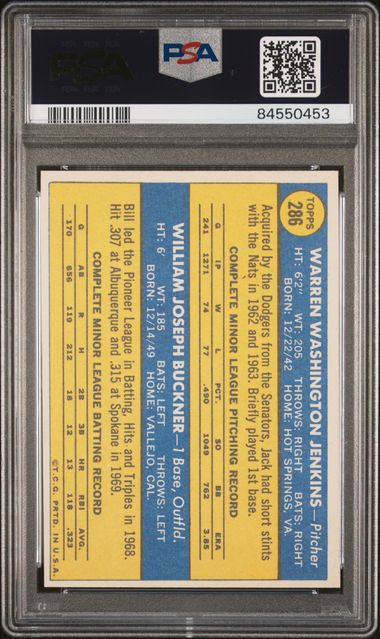 PSA
PSA
84550453
TOPPS
286
WARREN WASHINGTON JENKINS—Pitcher
HT: 6'2" WT: 205 THROWS: RIGHT BATS: RIGHT
BORN: 12/22/42 HOME: HOT SPRINGS, VA.
Acquired by the Dodgers from the Senators, Jack had short stints
with the Nats in 1962 and 1963. Briefly played 1st base.
COMPLETE MINOR LEAGUE PITCHING RECORD
G IP W L PCT. SO BB ERA
241 1271 74 77 .490 1049 762 3.65
WILLIAM JOSEPH BUCKNER—1 Base, Outfld.
HT: 6' WT: 185 BATS: LEFT THROWS: LEFT
BORN: 12/14/49 HOME: VALLEJO, CAL.
Bill led the Pioneer League in Batting, Hits and Triples in 1968.
Hit .307 at Albuquerque and .315 at Spokane in 1969.
COMPLETE MINOR LEAGUE BATTING RECORD
G AB R H 2B 3B HR RBI AVG.
170 656 119 212 18 12 13 118 .323
©T.C.G. PRTD. IN U.S.A.